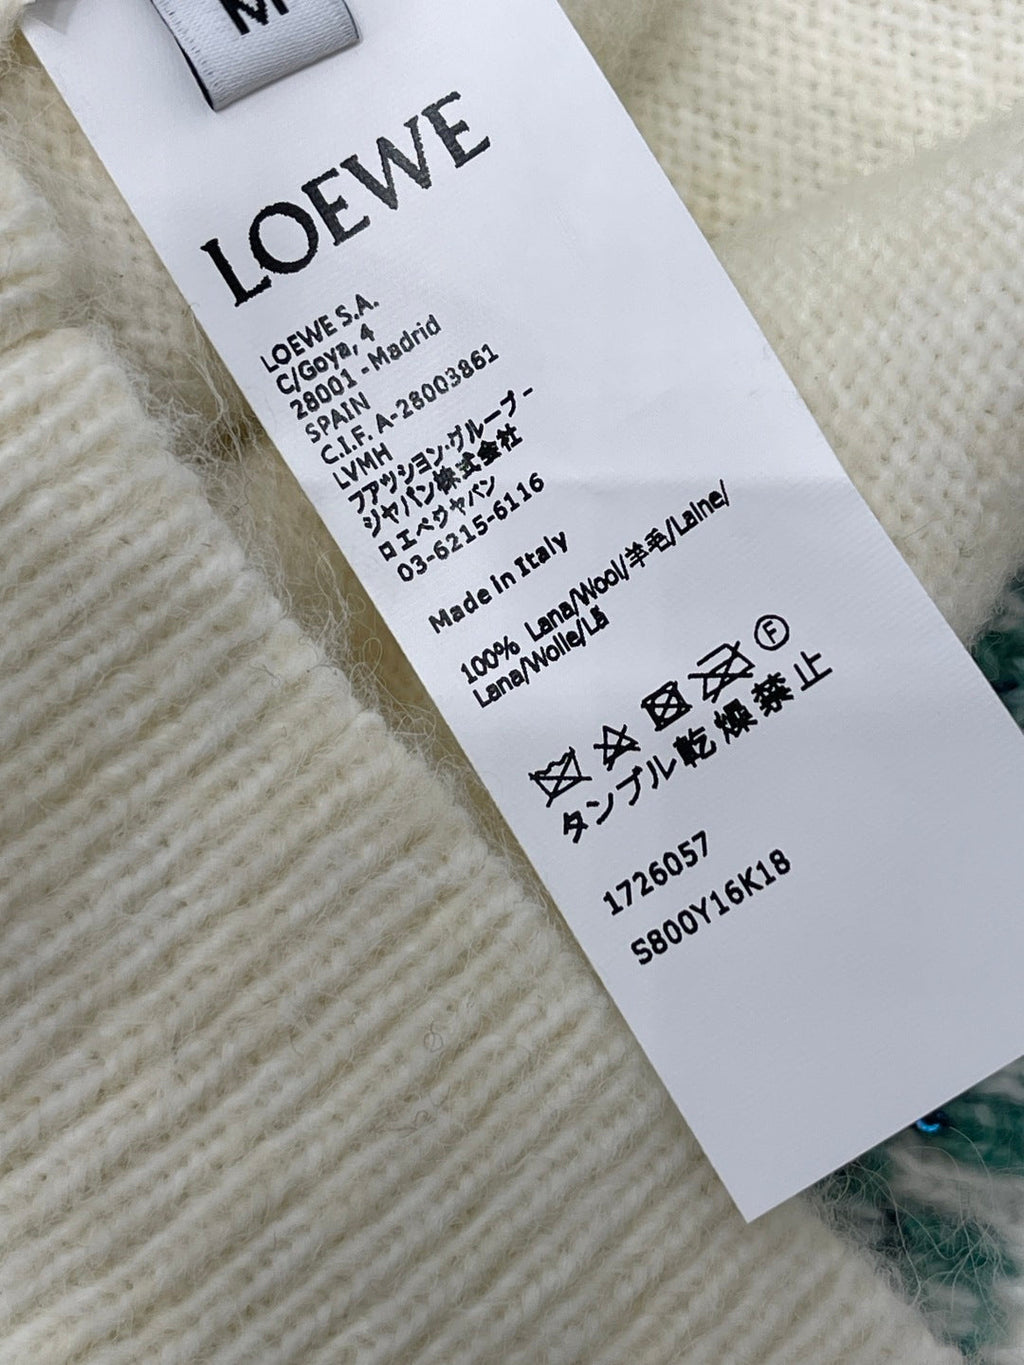 M
LOEWE
LOEWE S.A.
C/Goya, 4
28001 - Madrid
SPAIN
C.I.F. A-28003861
LVMH
ファッション・グループ -
ジャパン株式会社
ロエベジャパン
03-6215-6116
Made in Italy
100% Lana/Wool/羊毛/Laine/
Lana/Wolle/Lã
F
タンブル乾燥禁止
1726057
S800Y16K18